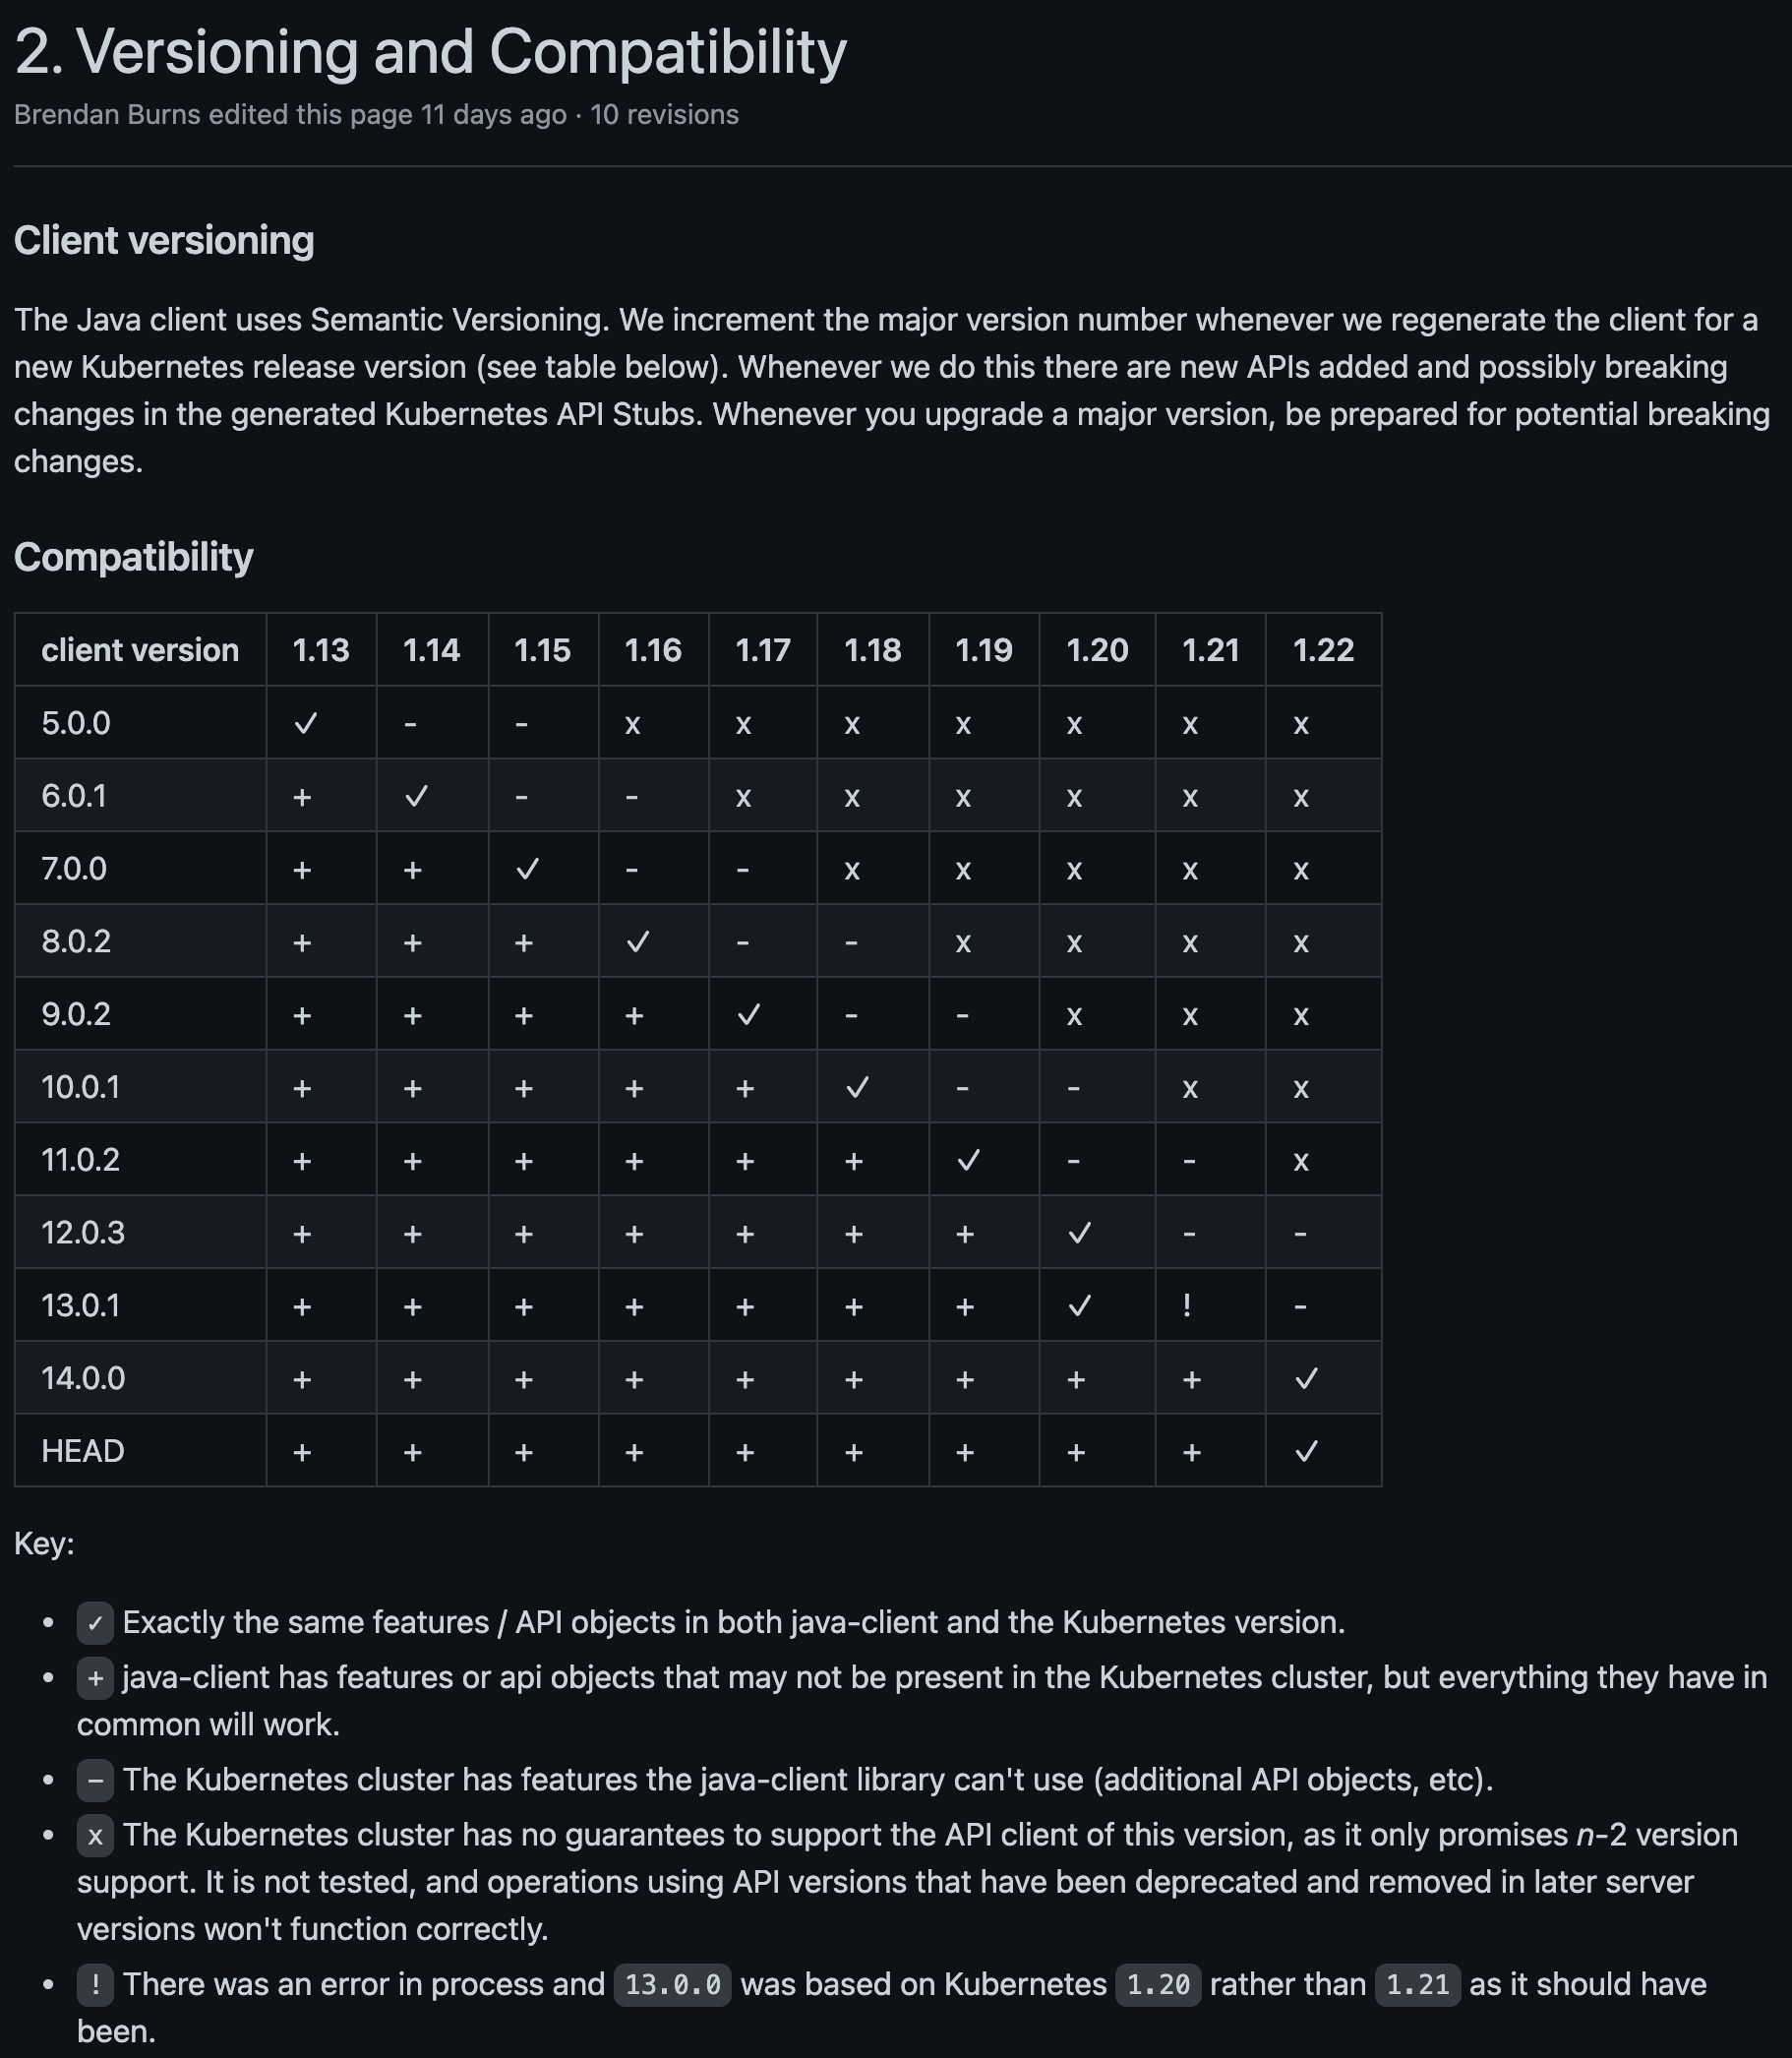 2. Versioning and Compatibility
Brendan Burns edited this page 11 days ago · 10 revisions
Client versioning
The Java client uses Semantic Versioning. We increment the major version number whenever we regenerate the client for a
new Kubernetes release version (see table below). Whenever we do this there are new APIs added and possibly breaking
changes in the generated Kubernetes API Stubs. Whenever you upgrade a major version, be prepared for potential breaking
changes.
Compatibility
client version 1.13 1.14 1.15 1.16 1.17 1.18 1.19 1.20 1.21 1.22
5.0.0 ✓ - - x x x x x x x
6.0.1 + ✓ - - x x x x x x
7.0.0 + + ✓ - - x x x x x
8.0.2 + + + ✓ - - x x x x
9.0.2 + + + + ✓ - - x x x
10.0.1 + + + + + ✓ - - x x
11.0.2 + + + + + + ✓ - - x
12.0.3 + + + + + + + ✓ - -
13.0.1 + + + + + + + ✓ ! -
14.0.0 + + + + + + + + + ✓
HEAD + + + + + + + + + ✓
Key:
• ✓ Exactly the same features / API objects in both java-client and the Kubernetes version.
• + java-client has features or api objects that may not be present in the Kubernetes cluster, but everything they have in
common will work.
• - The Kubernetes cluster has features the java-client library can't use (additional API objects, etc).
• x The Kubernetes cluster has no guarantees to support the API client of this version, as it only promises n-2 version
support. It is not tested, and operations using API versions that have been deprecated and removed in later server
versions won't function correctly.
• ! There was an error in process and 13.0.0 was based on Kubernetes 1.20 rather than 1.21 as it should have
been.